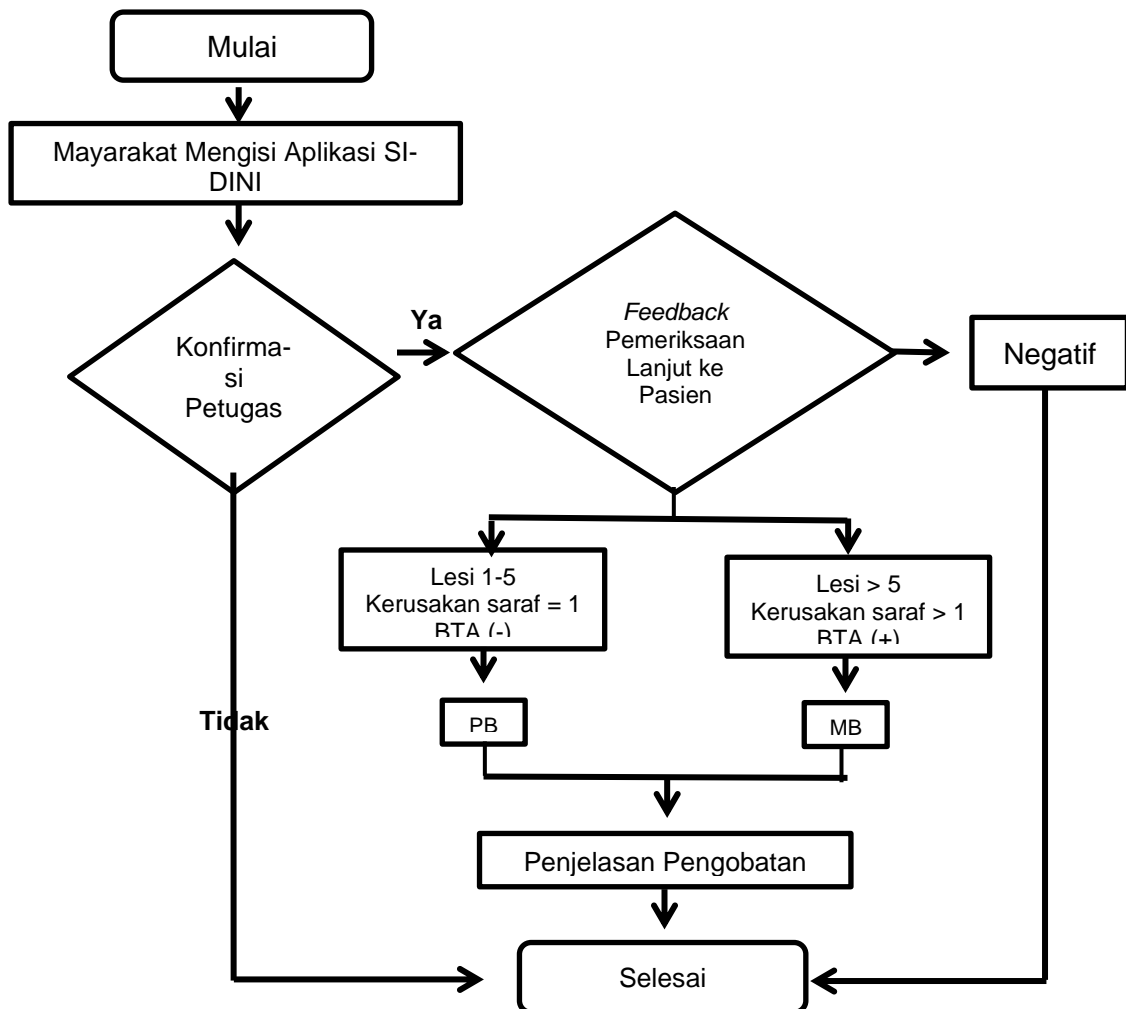 Mulai
Mayarakat Mengisi Aplikasi SI-
DINI
Ya
Feedback
Pemeriksaan
Lanjut ke
Pasien
Negatif
Konfirma-
si
Petugas
Lesi 1-5
Kerusakan saraf = 1
BTA (-)
Lesi > 5
Kerusakan saraf > 1
BTA (+)
Tidak
PB
MB
Penjelasan Pengobatan
Selesai